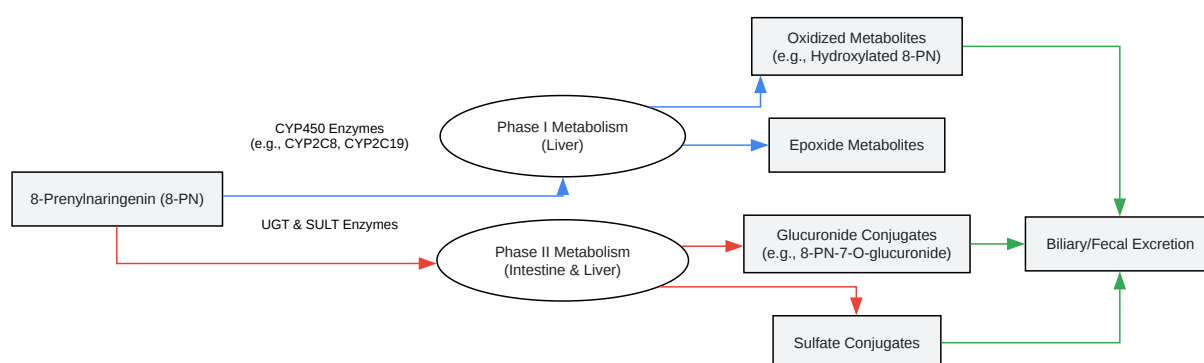 Oxidized Metabolites
(e.g., Hydroxylated 8-PN)
CYP450 Enzymes
(e.g., CYP2C8, CYP2C19)
Phase I Metabolism
(Liver)
Epoxide Metabolites
8-Prenylnaringenin (8-PN)
UGT & SULT Enzymes
Phase II Metabolism
(Intestine & Liver)
Glucuronide Conjugates
(e.g., 8-PN-7-O-glucuronide)
Biliary/Fecal Excretion
Sulfate Conjugates